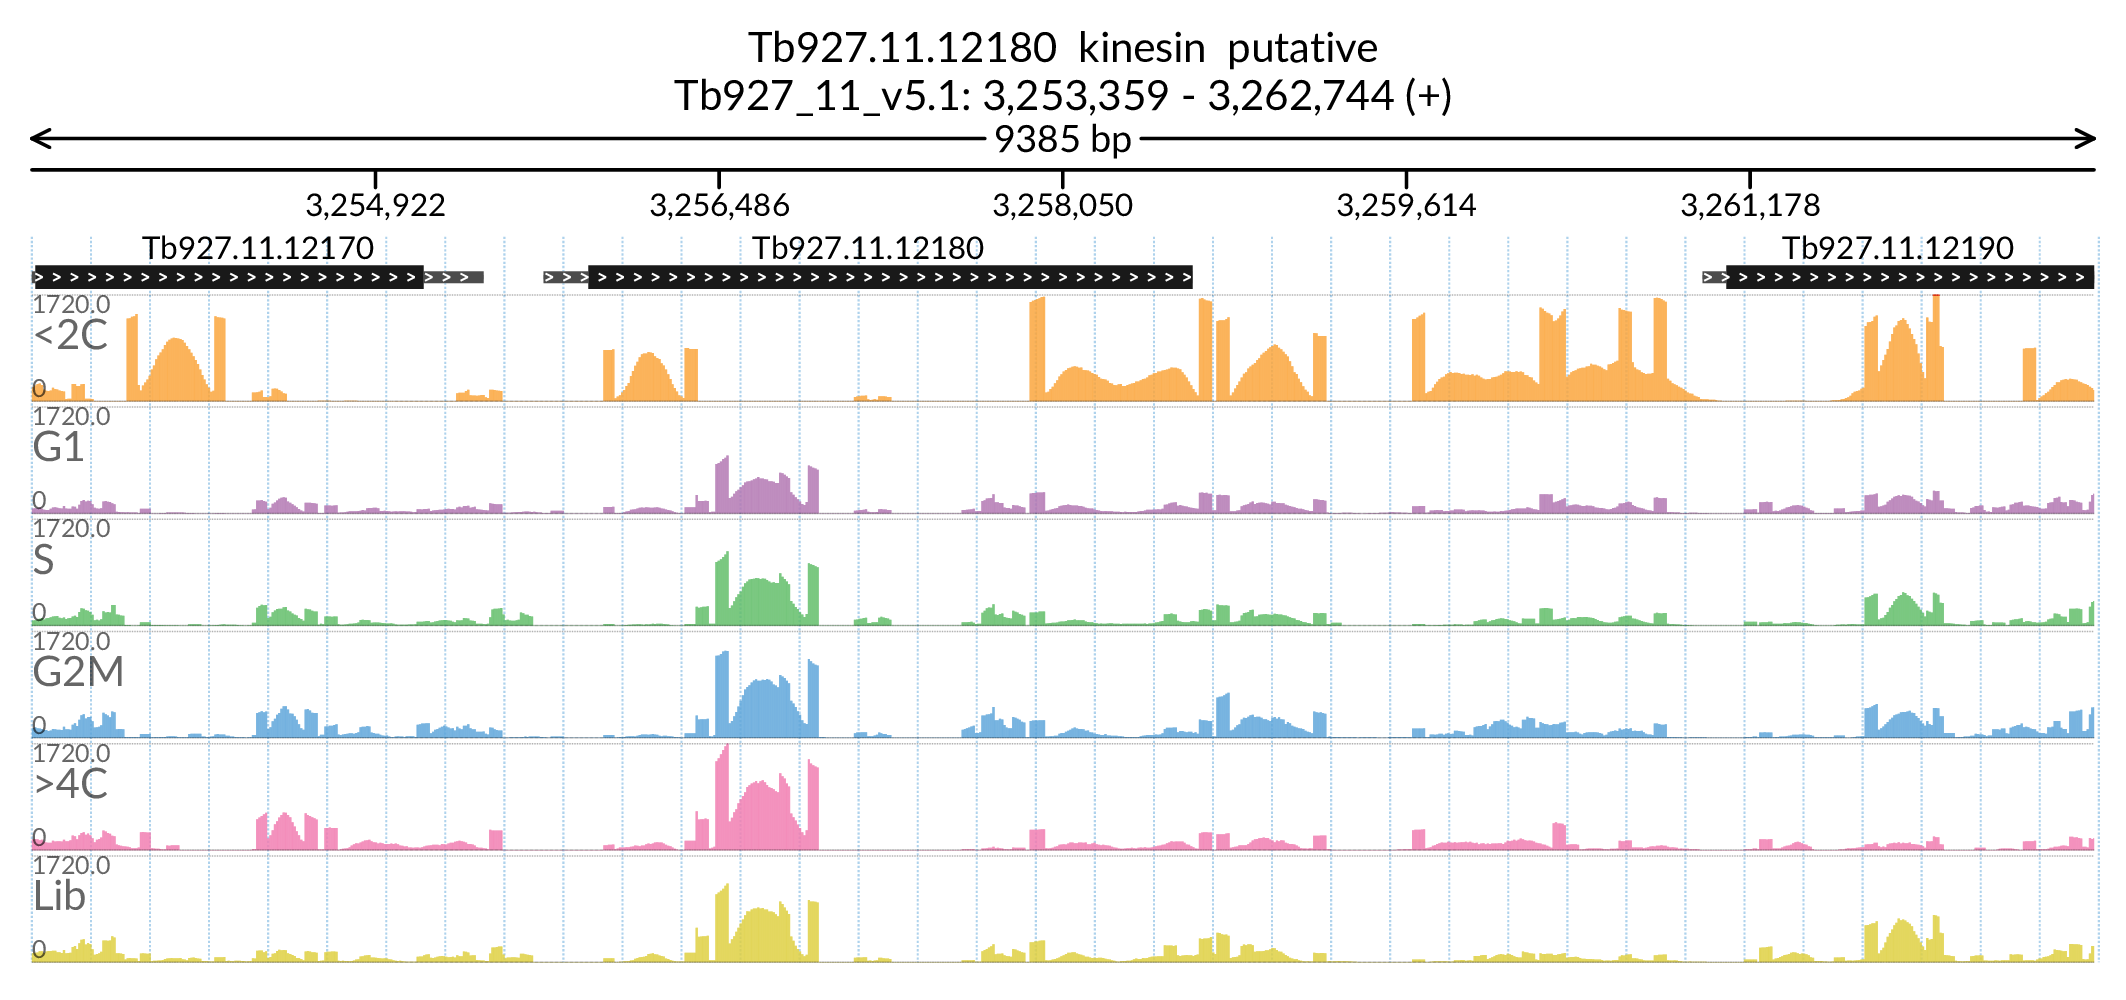 Tb927.11.12180 kinesin putative
Tb927_11_v5.1: 3,253,359 - 3,262,744 (+)
9385 bp
3,254,922 3,256,486 3,258,050 3,259,614 3,261,178
Tb927.11.12170 Tb927.11.12180 Tb927.11.12190
1720.0
<2C
0
1720.0
G1
0
1720.0
S
0
1720.0
G2M
0
1720.0
>4C
0
1720.0
Lib
0